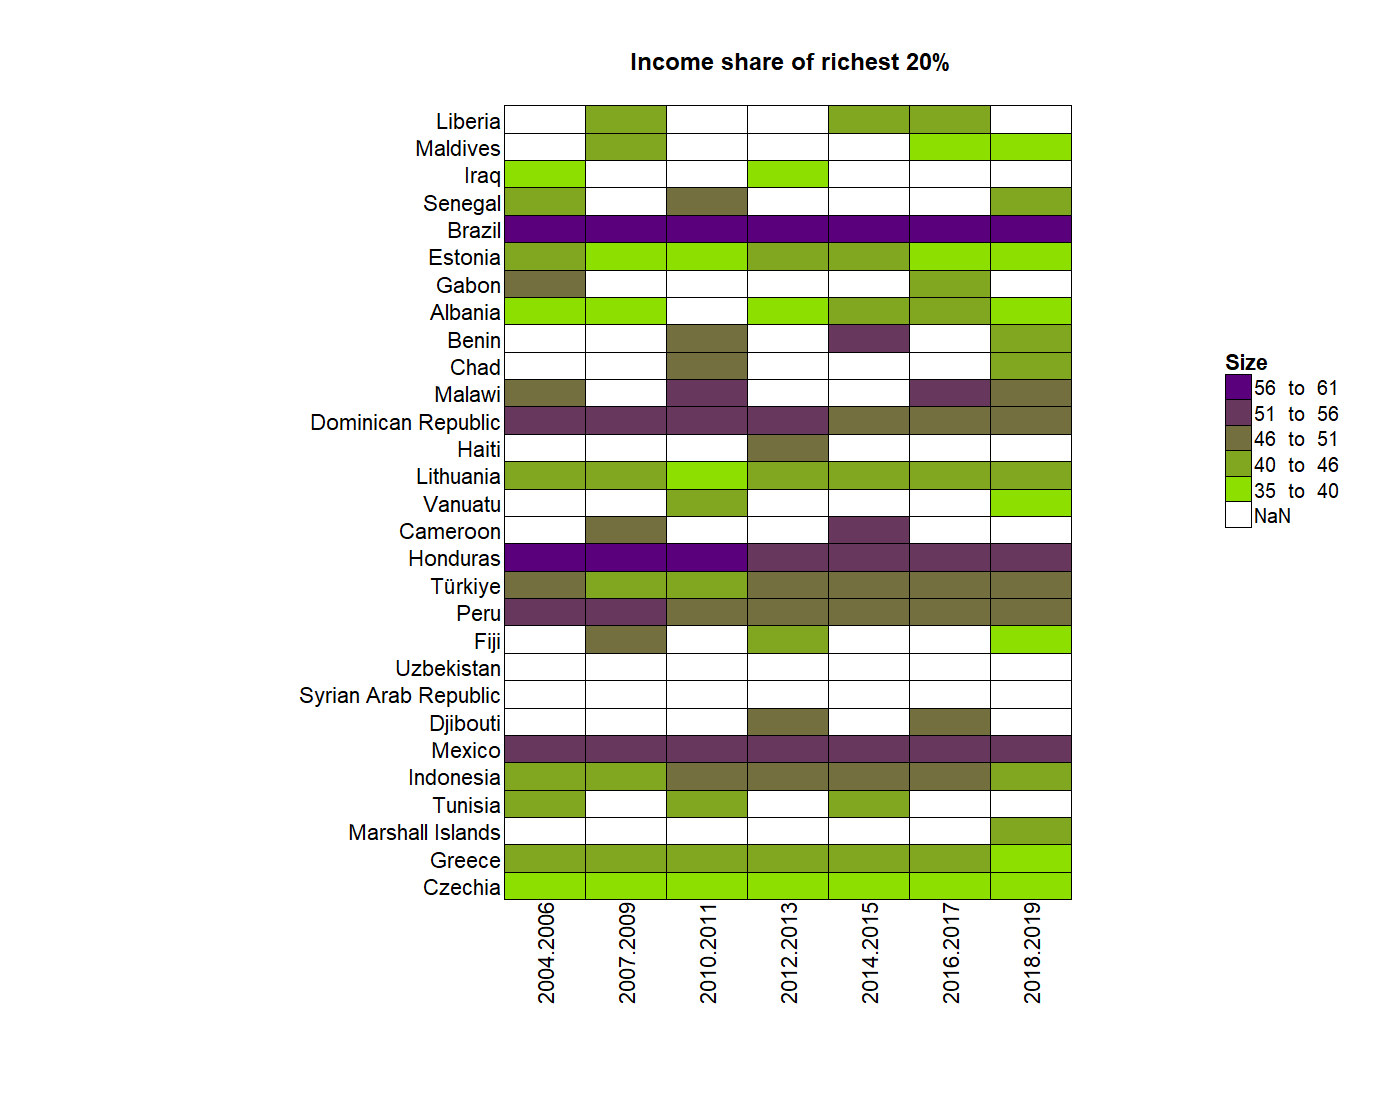 Income share of richest 20%
Liberia
Maldives
Iraq
Senegal
Brazil
Estonia
Gabon
Albania
Benin
Chad
Malawi
Dominican Republic
Haiti
Lithuania
Vanuatu
Cameroon
Honduras
Türkiye
Peru
Fiji
Uzbekistan
Syrian Arab Republic
Djibouti
Mexico
Indonesia
Tunisia
Marshall Islands
Greece
Czechia
2004.2006
2007.2009
2010.2011
2012.2013
2014.2015
2016.2017
2018.2019
Size
56 to 61
51 to 56
46 to 51
40 to 46
35 to 40
NaN